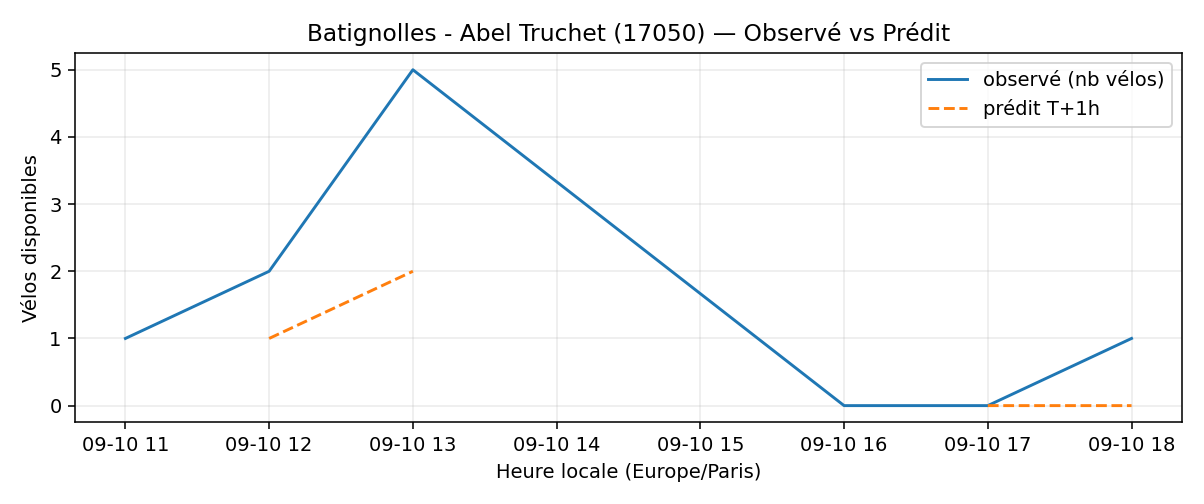 Batignolles - Abel Truchet (17050) — Observé vs Prédit
observé (nb vélos)
prédit T+1h
Vélos disponibles
5
4
3
2
1
0
09-10 11
09-10 12
09-10 13
09-10 14
09-10 15
09-10 16
09-10 17
09-10 18
Heure locale (Europe/Paris)